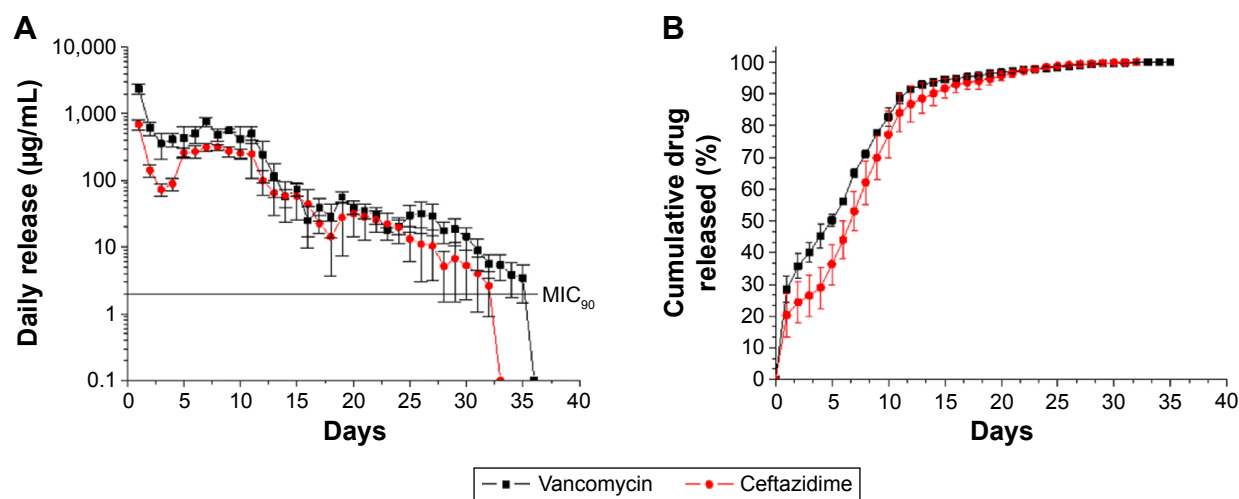 A
Daily release (µg/mL)
10,000
1,000
100
10
1
0.1
MIC90
0 5 10 15 20 25 30 35 40
Days
B
Cumulative drug
released (%)
100
90
80
70
60
50
40
30
20
10
0
0 5 10 15 20 25 30 35 40
Days
Vancomycin Ceftazidime